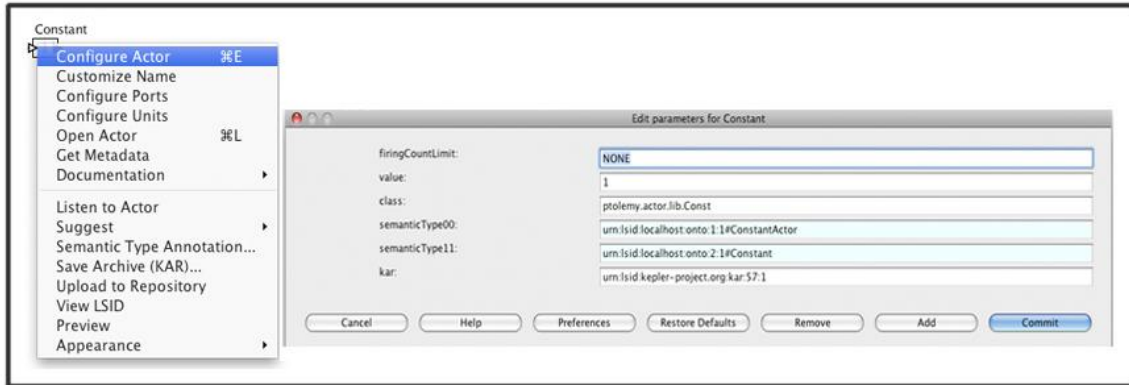 Constant
Configure Actor ⌘E
Customize Name
Configure Ports
Configure Units
Open Actor ⌘L
Get Metadata
Documentation
Listen to Actor
Suggest
Semantic Type Annotation...
Save Archive (KAR)...
Upload to Repository
View LSID
Preview
Appearance
Edit parameters for Constant
firingCountLimit: NONE
value: 1
class: ptolemy.actor.lib.Const
semanticType00: urn:lsid:localhost:onto:1:1#ConstantActor
semanticType11: urn:lsid:localhost:onto:2:1#Constant
kar: urn:lsid:kepler-project.org:kar:57:1
Cancel Help Preferences Restore Defaults Remove Add Commit